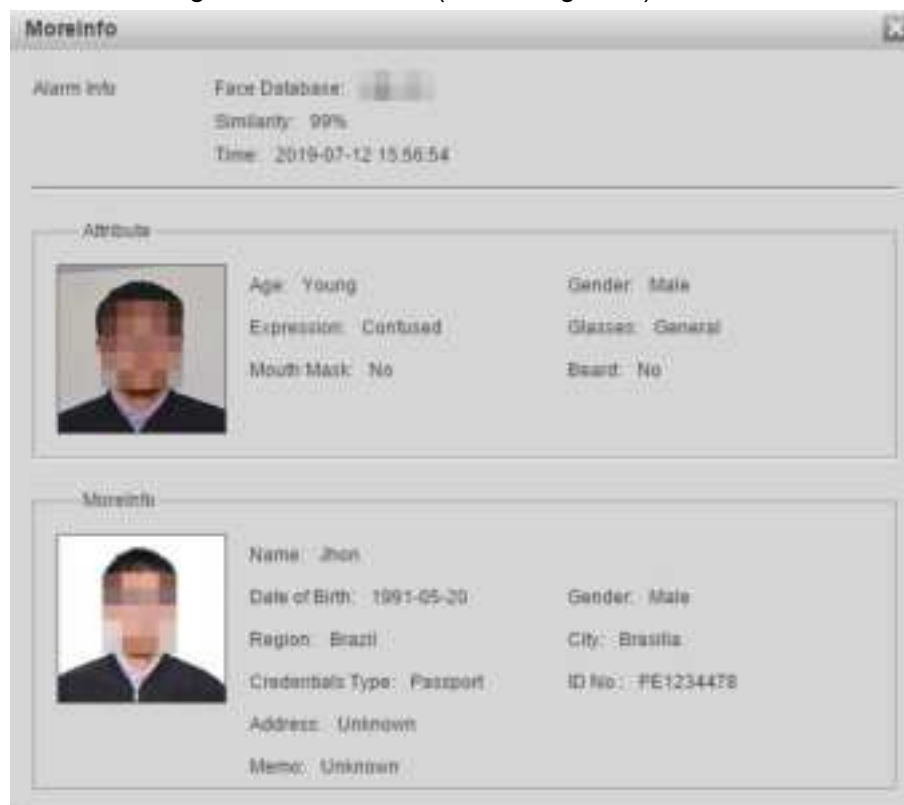 MoreInfo
Alarm Info
Face Database:
Similarity: 99%
Time: 2019-07-12 15:56:54
Attribute
Age: Young
Gender: Male
Expression: Confused
Glasses: General
Mouth Mask: No
Beard: No
MoreInfo
Name: Jhon
Date of Birth: 1991-05-20
Gender: Male
Region: Brazil
City: Brasilia
Credentials Type: Passport
ID No.: PE1234478
Address: Unknown
Memo: Unknown